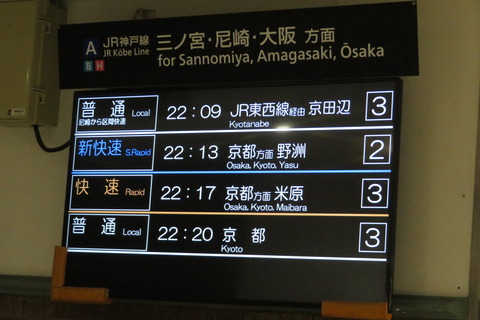 A JR神戸線 三ノ宮・尼崎・大阪 方面
B H JR Kōbe Line for Sannomiya, Amagasaki, Ōsaka
普通 Local 22:09 JR東西線経由 京田辺 3
尼崎から区間快速 Kyotanabe
新快速 S.Rapid 22:13 京都方面 野洲 2
Osaka, Kyoto, Yasu
快速 Rapid 22:17 京都方面 米原 3
Osaka, Kyoto, Maibara
普通 Local 22:20 京都 3
Kyoto